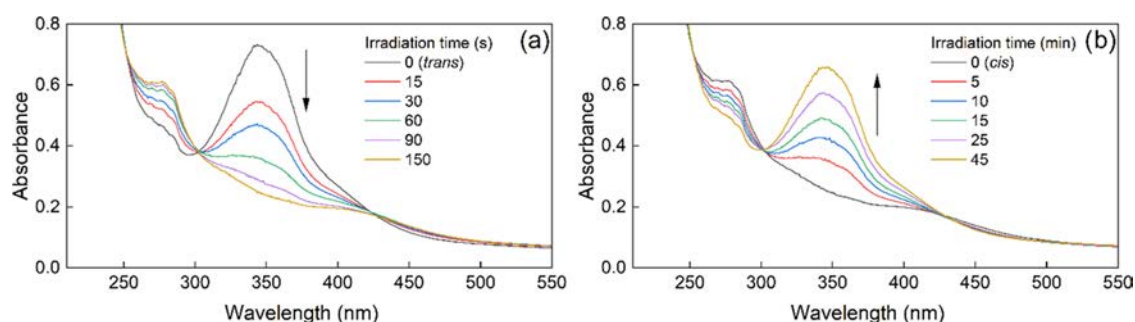 (a)
Irradiation time (s)
0 (trans)
15
30
60
90
150
Absorbance
0.8
0.6
0.4
0.2
0.0
250 300 350 400 450 500 550
Wavelength (nm)
(b)
Irradiation time (min)
0 (cis)
5
10
15
25
45
Absorbance
0.8
0.6
0.4
0.2
0.0
250 300 350 400 450 500 550
Wavelength (nm)